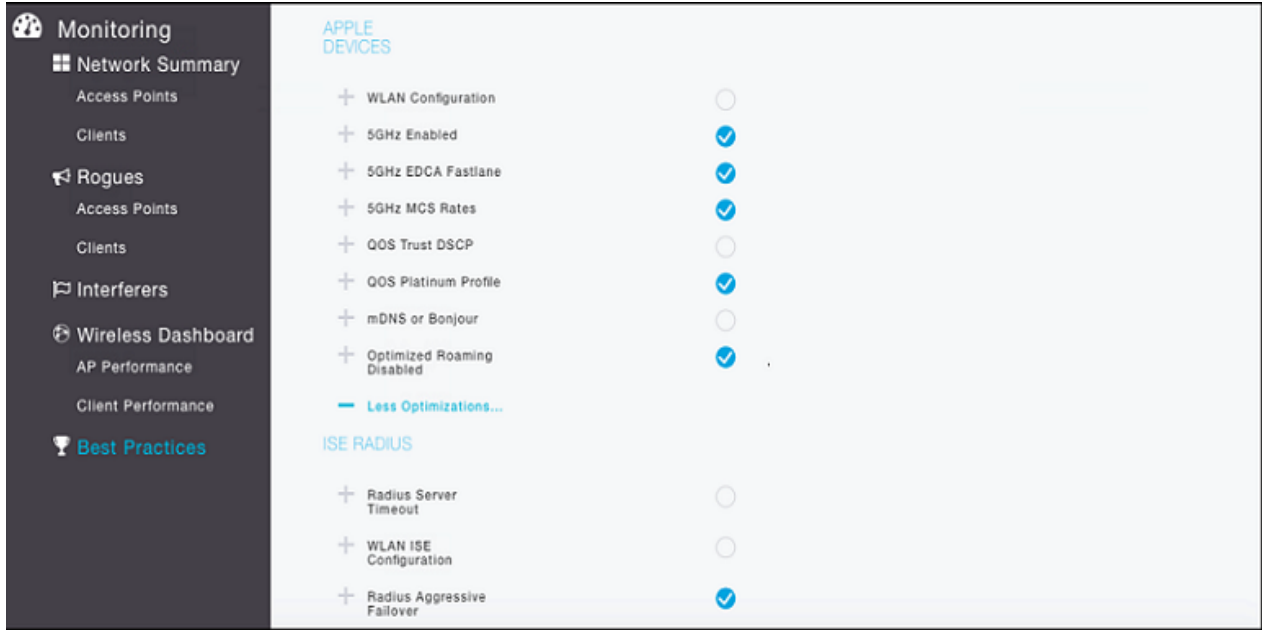 Monitoring
Network Summary
Access Points
Clients
Rogues
Access Points
Clients
Interferers
Wireless Dashboard
AP Performance
Client Performance
Best Practices
APPLE
DEVICES
WLAN Configuration
5GHz Enabled
5GHz EDCA Fastlane
5GHz MCS Rates
QOS Trust DSCP
QOS Platinum Profile
mDNS or Bonjour
Optimized Roaming
Disabled
Less Optimizations...
ISE RADIUS
Radius Server
Timeout
WLAN ISE
Configuration
Radius Aggressive
Failover